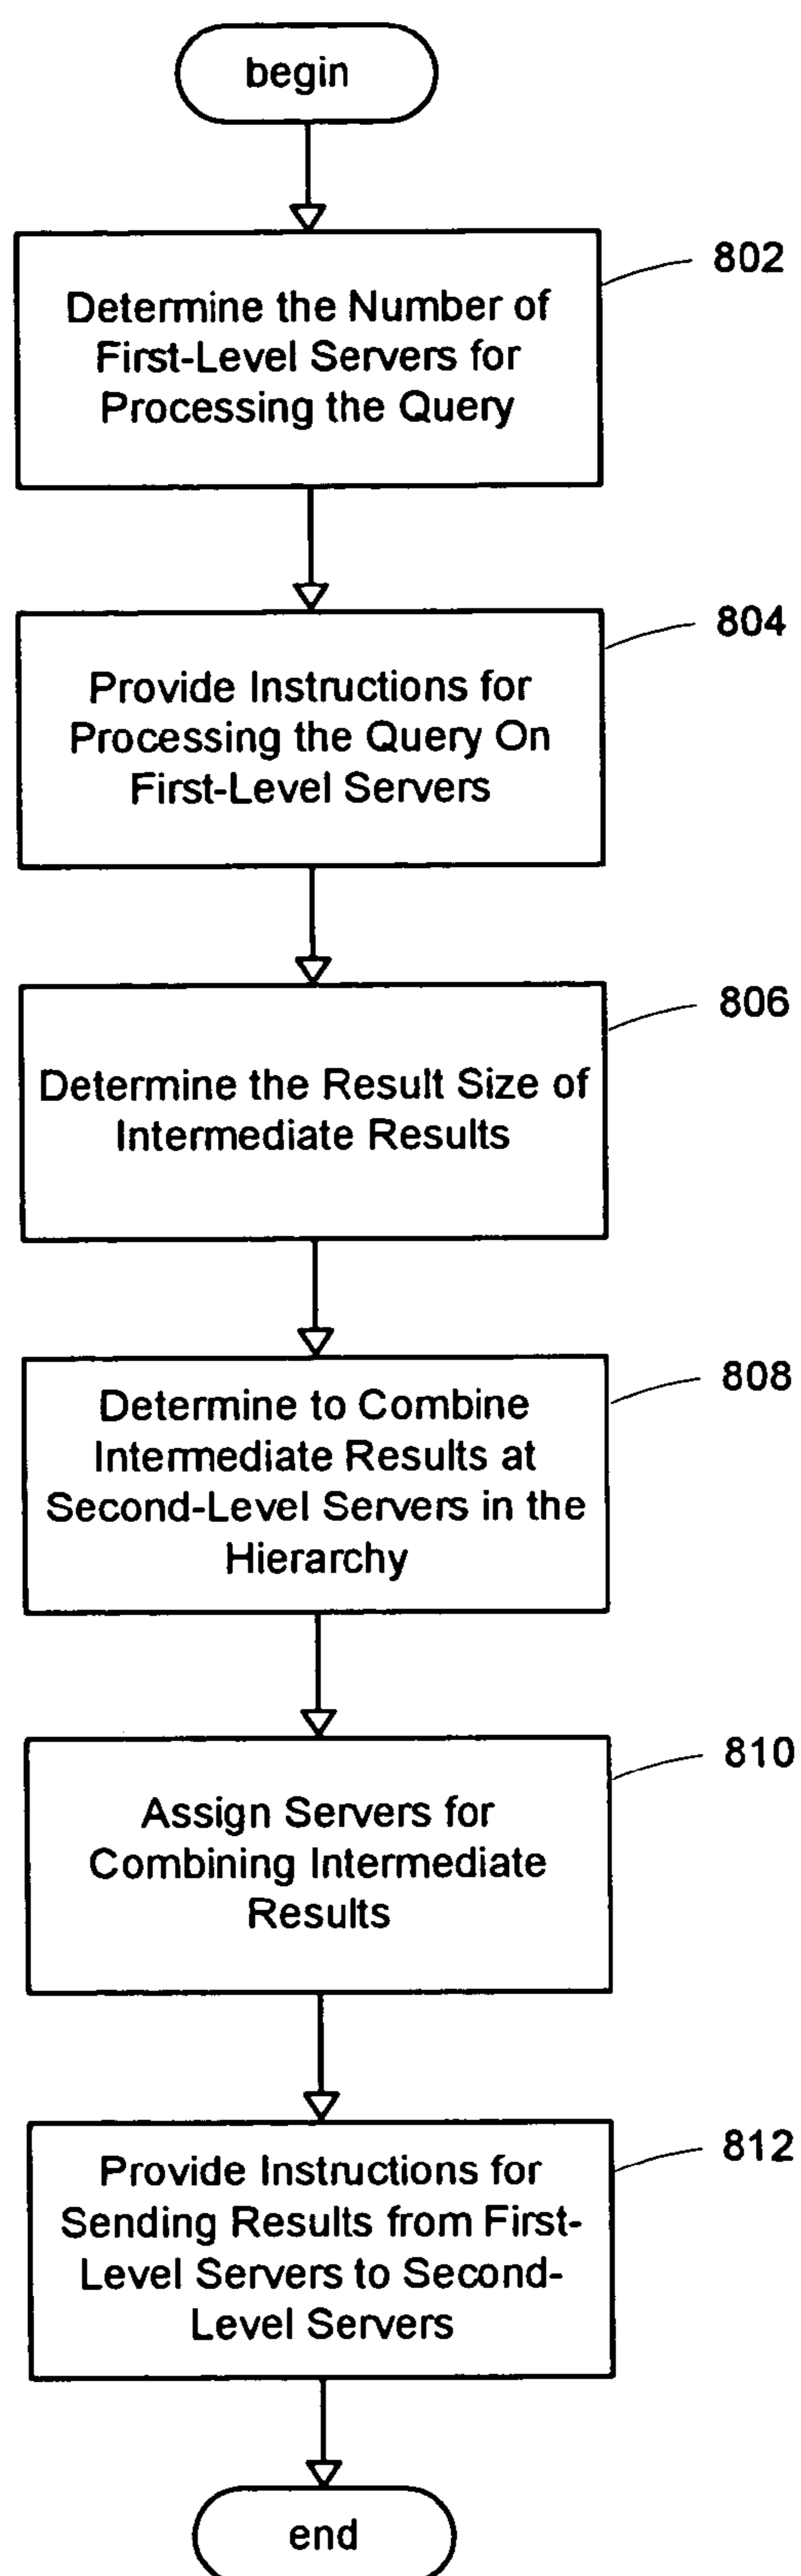 begin
802
Determine the Number of
First-Level Servers for
Processing the Query
804
Provide Instructions for
Processing the Query On
First-Level Servers
806
Determine the Result Size of
Intermediate Results
808
Determine to Combine
Intermediate Results at
Second-Level Servers in the
Hierarchy
810
Assign Servers for
Combining Intermediate
Results
812
Provide Instructions for
Sending Results from First-
Level Servers to Second-
Level Servers
end